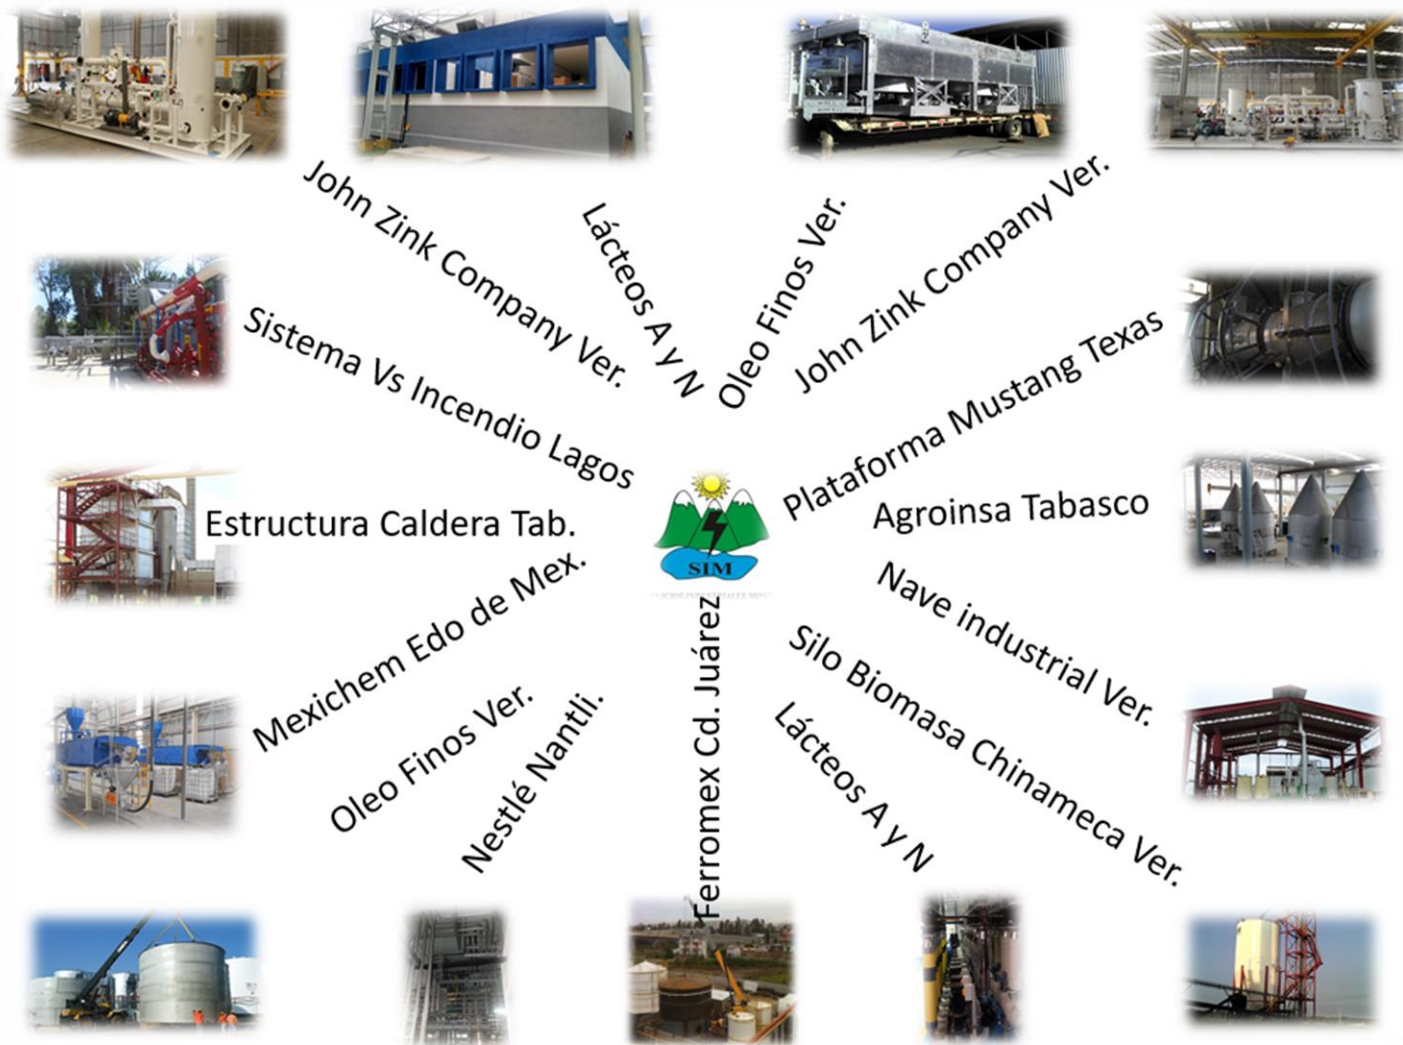 John Zink Company Ver.
Lácteos A y N
Oleo Finos Ver.
John Zink Company Ver.
Sistema Vs Incendio Lagos
Plataforma Mustang Texas
Estructura Caldera Tab.
SIM
Agroinsa Tabasco
Mexichem Edo de Mex.
Nave industrial Ver.
Oleo Finos Ver.
Nestlé Nantli.
Ferromex Cd. Juárez
Lácteos A y N
Silo Biomasa Chinameca Ver.